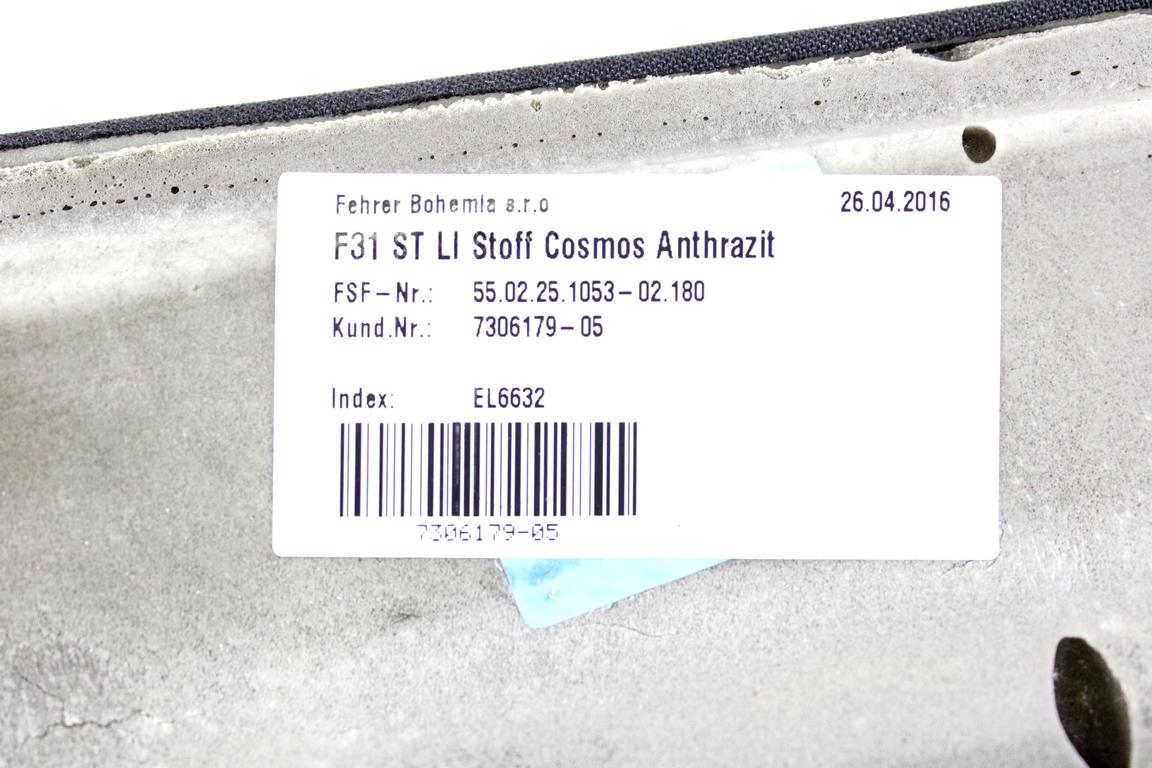 Fehrer Bohemia s.r.o 26.04.2016
F31 ST LI Stoff Cosmos Anthrazit
FSF-Nr.: 55.02.25.1053-02.180
Kund.Nr.: 7306179-05
Index: EL6632
7306179-05